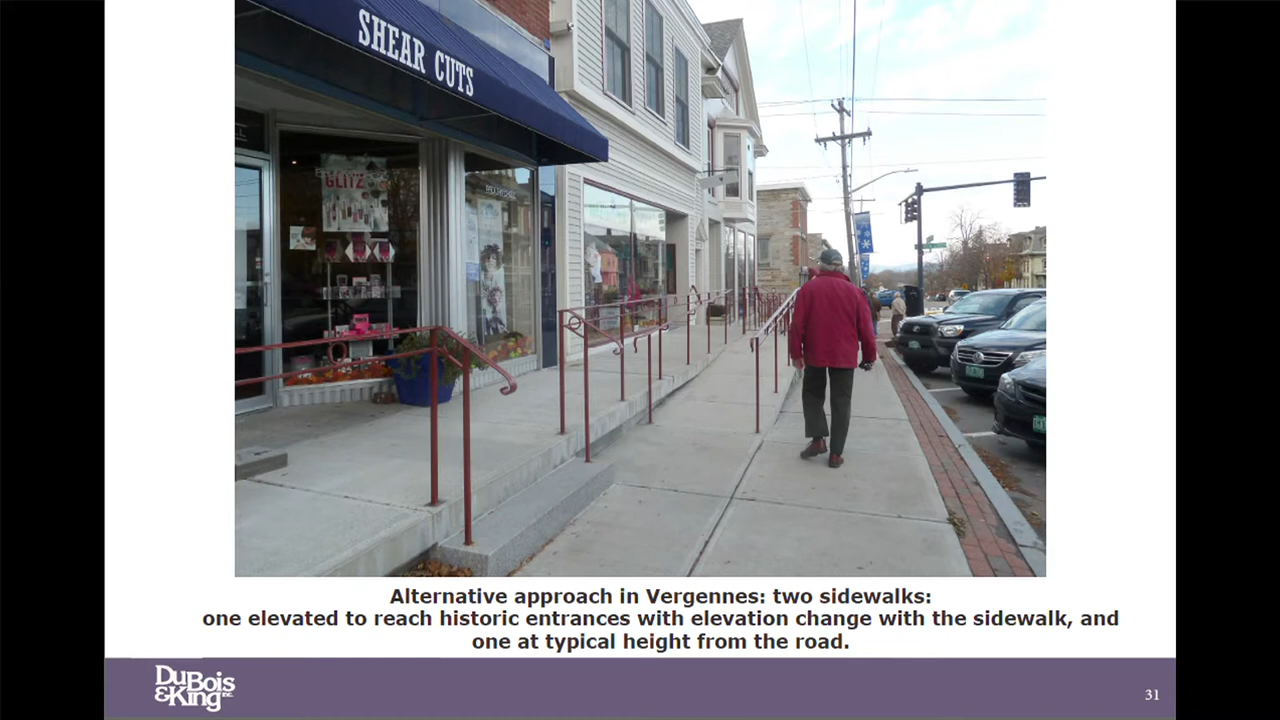 SHEAR CUTS
GLITZ
Alternative approach in Vergennes: two sidewalks:
one elevated to reach historic entrances with elevation change with the sidewalk, and
one at typical height from the road.
DuBois
&King inc.
31